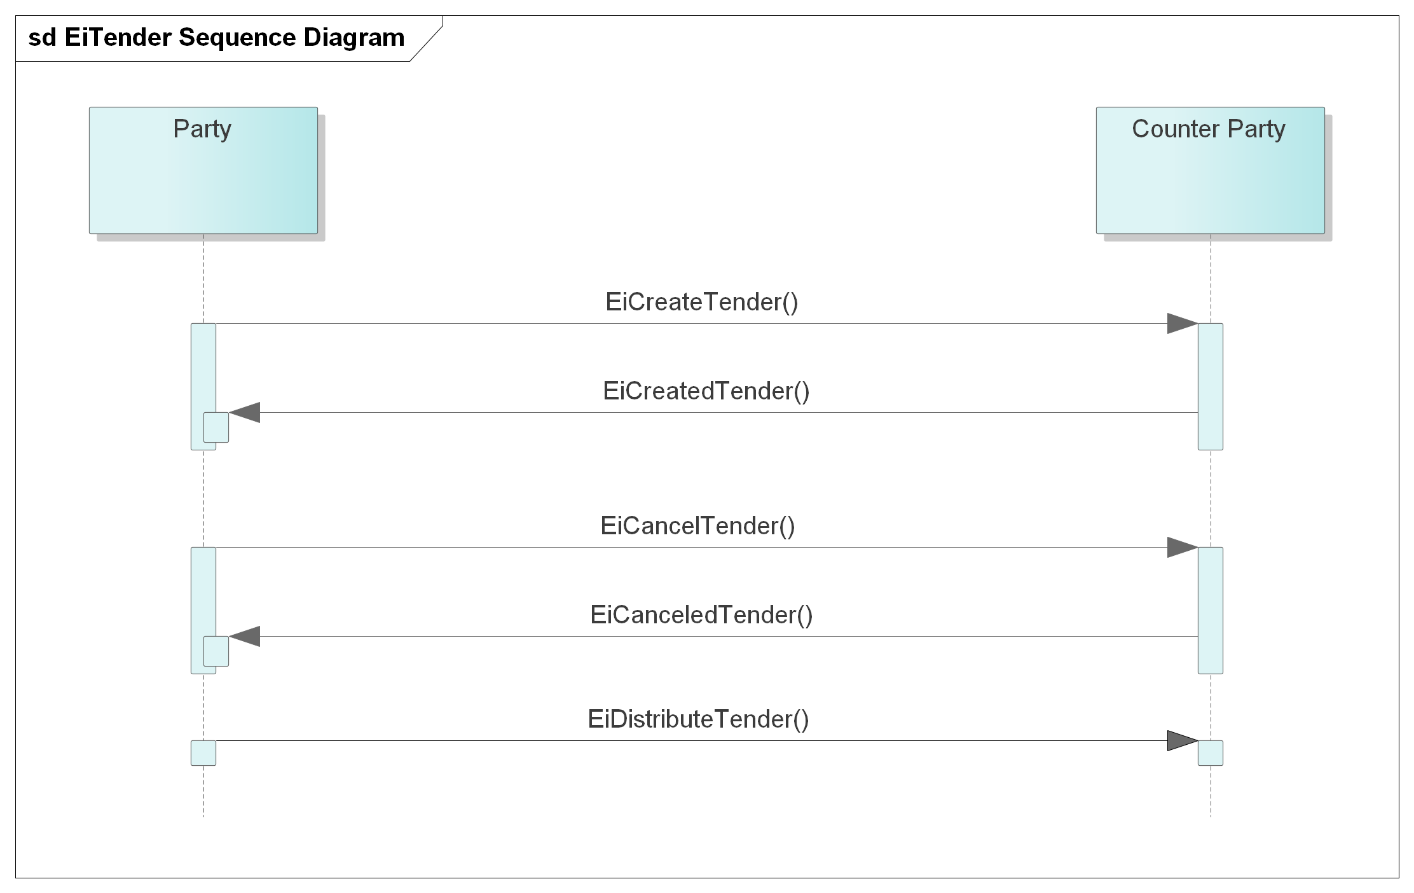 sd EiTender Sequence Diagram
Party
Counter Party
EiCreateTender()
EiCreatedTender()
EiCancelTender()
EiCanceledTender()
EiDistributeTender()